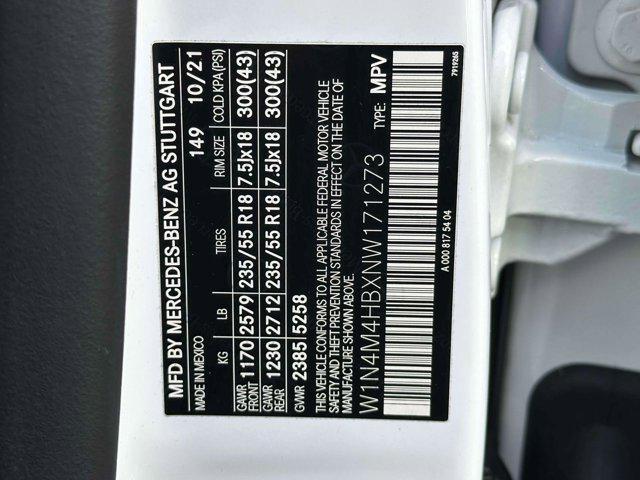 MFD BY MERCEDES-BENZ AG STUTTGART
MADE IN MEXICO 149 10/21
KG LB TIRES RIM SIZE COLD KPA(PSI)
GAWR FRONT 1170 2579 235/55 R18 7.5Jx18 300(43)
GAWR REAR 1230 2712 235/55 R18 7.5Jx18 300(43)
GVWR 2385 5258
THIS VEHICLE CONFORMS TO ALL APPLICABLE FEDERAL MOTOR VEHICLE
SAFETY AND THEFT PREVENTION STANDARDS IN EFFECT ON THE DATE OF
MANUFACTURE SHOWN ABOVE.
W1N4M4HBXNW171273 TYPE: MPV
A 000 817 54 04 7919265